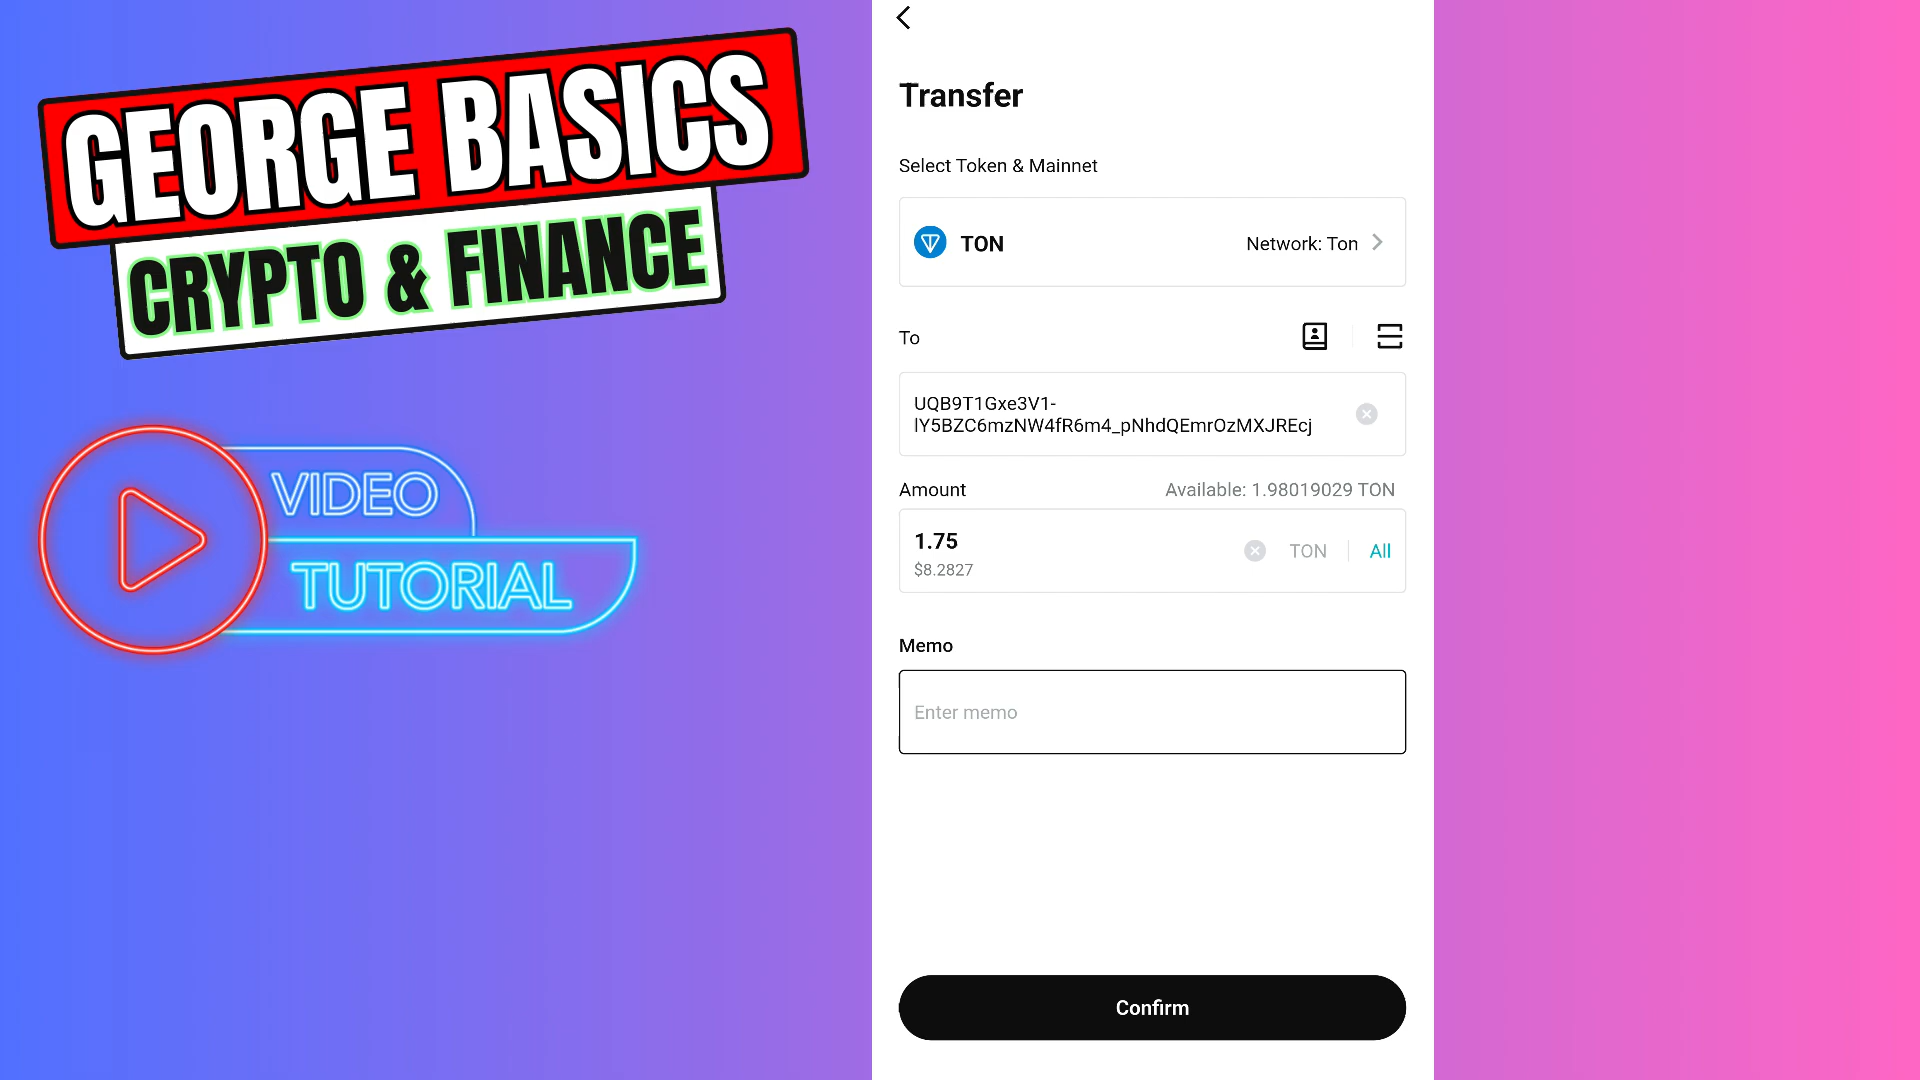 GEORGE BASICS
CRYPTO & FINANCE
VIDEO
TUTORIAL
Transfer
Select Token & Mainnet
TON
Network: Ton
To
UQB9T1Gxe3V1-
lY5BZC6mzNW4fR6m4_pNhdQEmrOzMXJREcj
Amount
Available: 1.98019029 TON
1.75
TON
All
$8.2827
Memo
Enter memo
Confirm